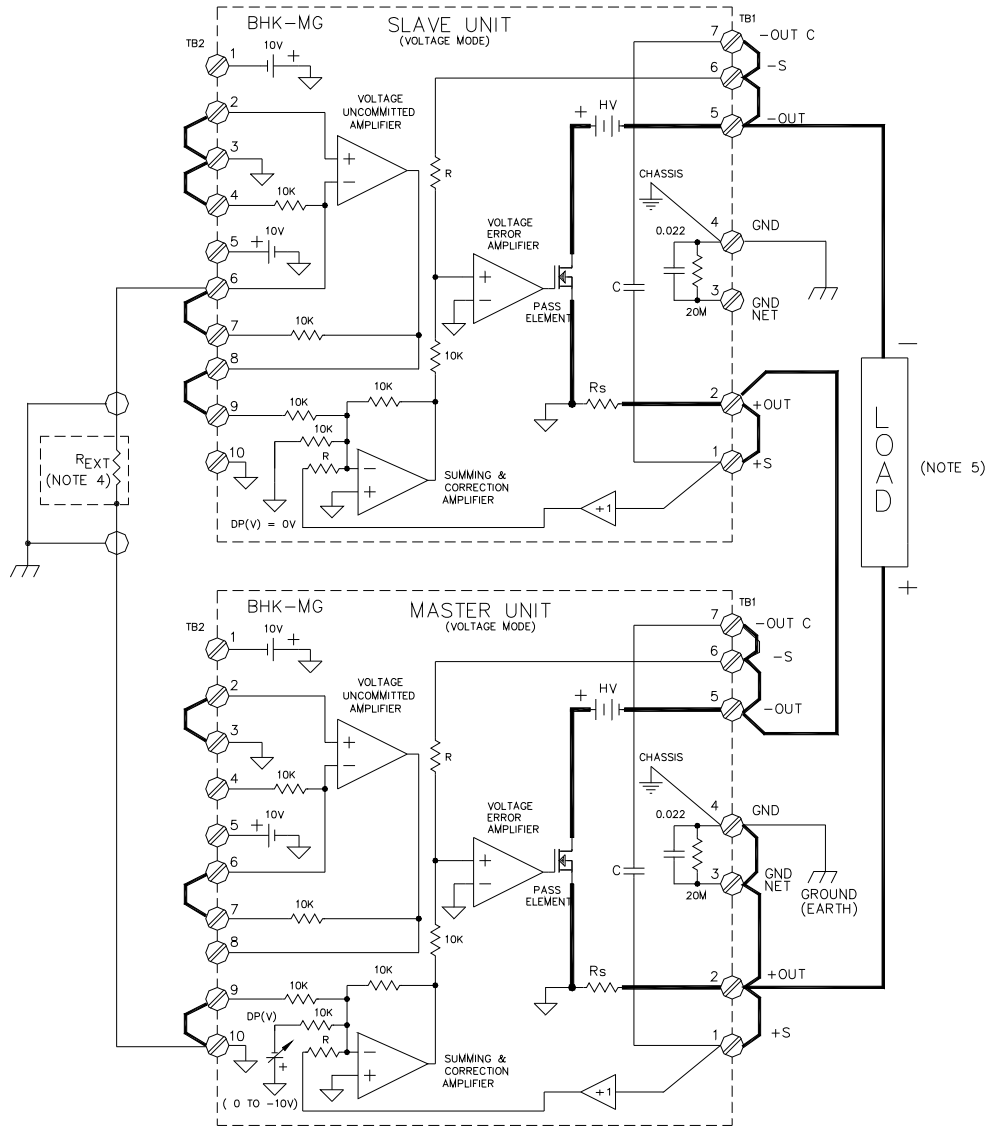 BHK-MG
SLAVE UNIT
(VOLTAGE MODE)
TB1
TB2
7
-OUT C
10V
+
1
6
-S
VOLTAGE
UNCOMMITTED
AMPLIFIER
2
+
HV
5
-OUT
3
+
−
R
CHASSIS
4
10K
4
GND
VOLTAGE
ERROR
AMPLIFIER
0.022
5
+
10V
6
+
−
C
3
GND
NET
20M
PASS
ELEMENT
7
10K
8
10K
−
10K
Rs
2
+OUT
9
10K
10K
10
R
−
+
SUMMING &
CORRECTION
AMPLIFIER
1
+S
+1
DP(V) = 0V
REXT
(NOTE 4)
LOAD
(NOTE 5)
+
BHK-MG
MASTER UNIT
(VOLTAGE MODE)
TB1
TB2
7
-OUT C
10V
+
1
6
-S
VOLTAGE
UNCOMMITTED
AMPLIFIER
2
+
HV
5
-OUT
3
+
−
R
CHASSIS
4
10K
4
GND
VOLTAGE
ERROR
AMPLIFIER
0.022
5
+
10V
6
+
−
C
3
GND
NET
20M
PASS
ELEMENT
GROUND
(EARTH)
7
10K
8
10K
10K
Rs
2
+OUT
9
10K
DP(V)
10K
10
R
−
+
+
SUMMING &
CORRECTION
AMPLIFIER
1
+S
+1
( 0 TO -10V)